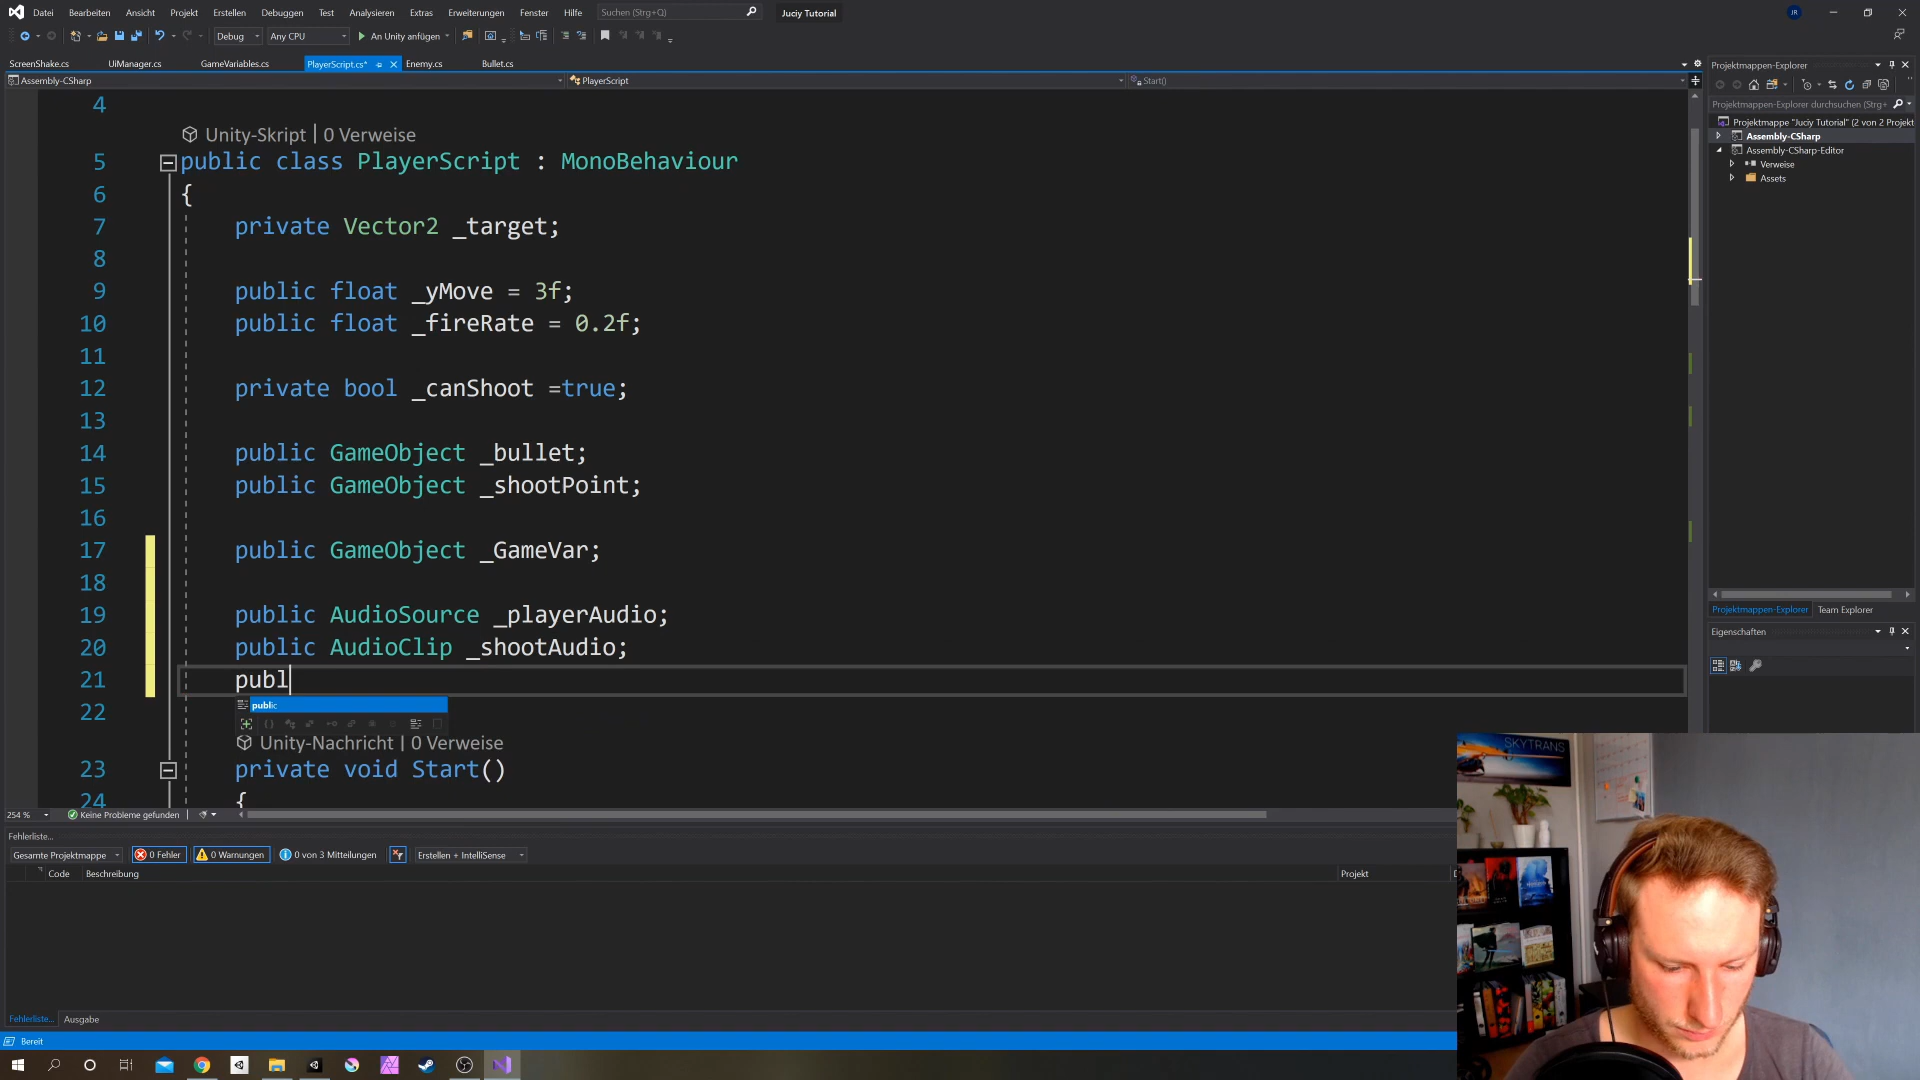 Datei Bearbeiten Ansicht Projekt Erstellen Debuggen Test Analysieren Extras Erweiterungen Fenster Hilfe Suchen (Strg+Q) Juciy Tutorial JR
Debug Any CPU An Unity anfügen
ScreenShake.cs UiManager.cs GameVariables.cs PlayerScript.cs* Enemy.cs Bullet.cs
Assembly-CSharp PlayerScript Start()
4
Unity-Skript | 0 Verweise
5 public class PlayerScript : MonoBehaviour
6 {
7 private Vector2 _target;
8
9 public float _yMove = 3f;
10 public float _fireRate = 0.2f;
11
12 private bool _canShoot =true;
13
14 public GameObject _bullet;
15 public GameObject _shootPoint;
16
17 public GameObject _GameVar;
18
19 public AudioSource _playerAudio;
20 public AudioClip _shootAudio;
21 publ
public
22
Unity-Nachricht | 0 Verweise
23 private void Start()
24 {
254 % Keine Probleme gefunden
Fehlerliste...
Gesamte Projektmappe 0 Fehler 0 Warnungen 0 von 3 Mitteilungen Erstellen + IntelliSense
Code Beschreibung Projekt
Fehlerliste... Ausgabe
Bereit
Projektmappen-Explorer
Projektmappen-Explorer durchsuchen (Strg+
Projektmappe "Juciy Tutorial" (2 von 2 Projekt
Assembly-CSharp
Assembly-CSharp-Editor
Verweise
Assets
Projektmappen-Explorer Team Explorer
Eigenschaften
SKYTRANS